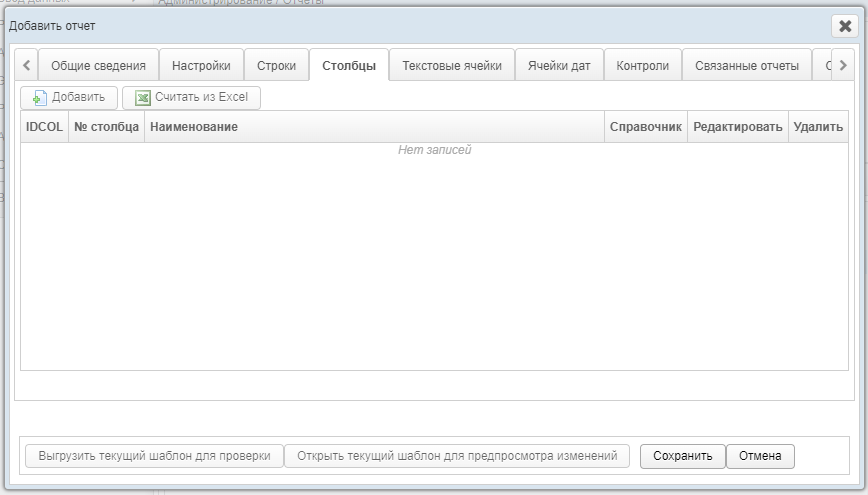 Администрирование / Отчеты
Добавить отчет
Общие сведения
Настройки
Строки
Столбцы
Текстовые ячейки
Ячейки дат
Контроли
Связанные отчеты
Добавить
Считать из Excel
IDCOL
№ столбца
Наименование
Справочник
Редактировать
Удалить
Нет записей
Выгрузить текущий шаблон для проверки
Открыть текущий шаблон для предпросмотра изменений
Сохранить
Отмена